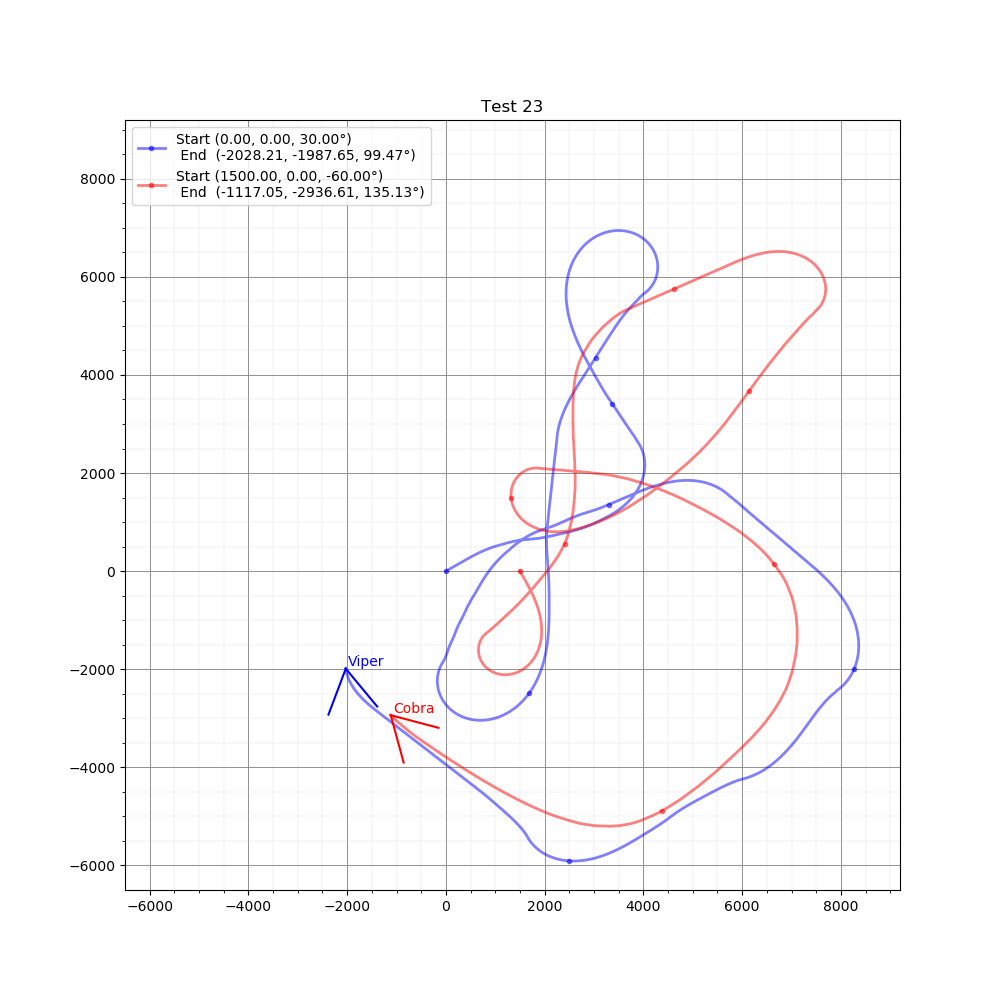 Test 23
Start (0.00, 0.00, 30.00°)
End  (-2028.21, -1987.65, 99.47°)
Start (1500.00, 0.00, -60.00°)
End  (-1117.05, -2936.61, 135.13°)
8000
6000
4000
2000
0
−2000
−4000
−6000
Viper
Cobra
−6000 −4000 −2000 0 2000 4000 6000 8000